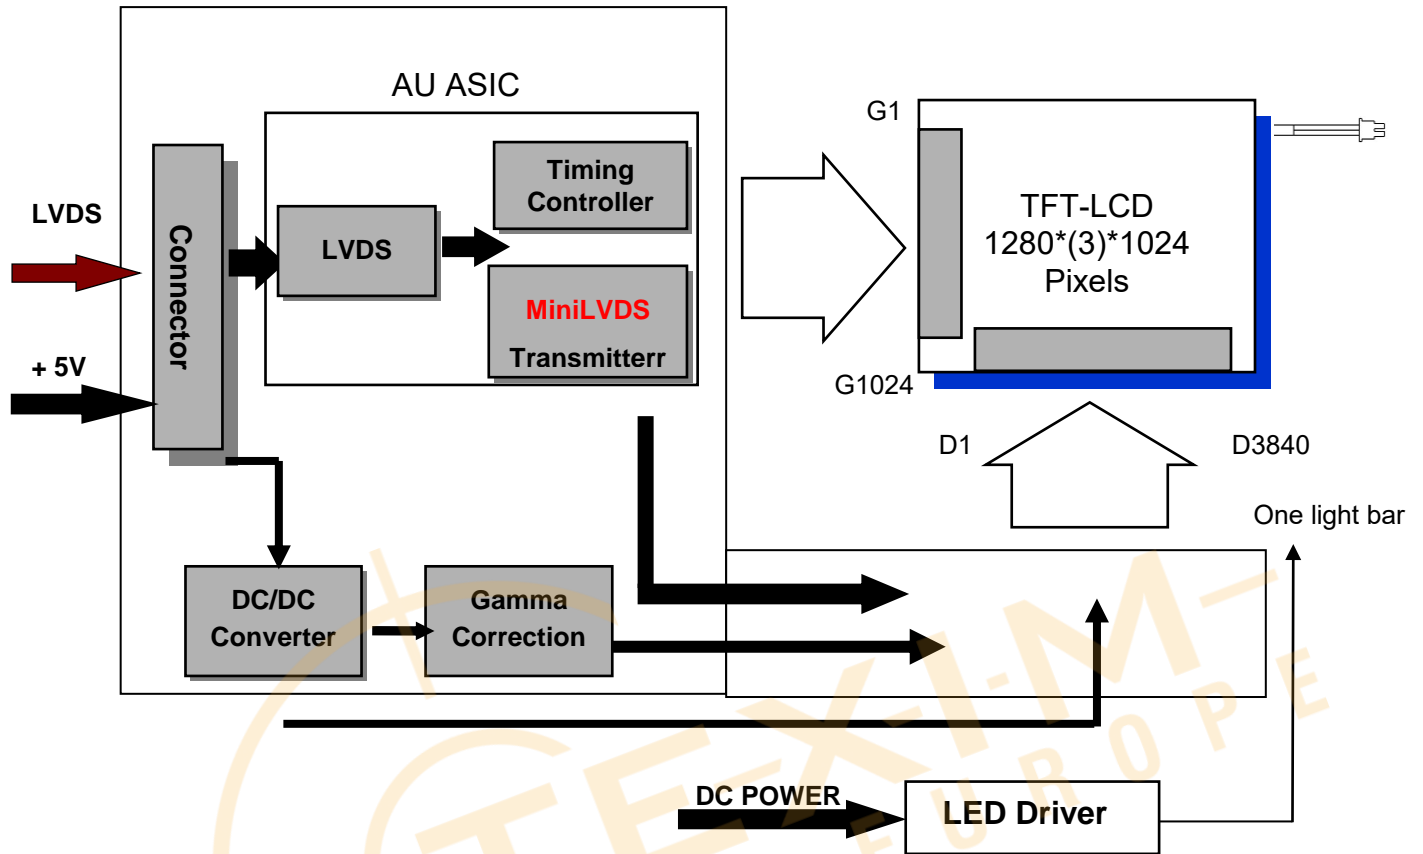 AU ASIC
G1
Timing
Controller
LVDS
Connector
LVDS
TFT-LCD
1280*(3)*1024
Pixels
MiniLVDS
Transmitterr
+ 5V
G1024
D1
D3840
One light bar
DC/DC
Converter
Gamma
Correction
DC POWER
LED Driver
TEXIM
EUROPE